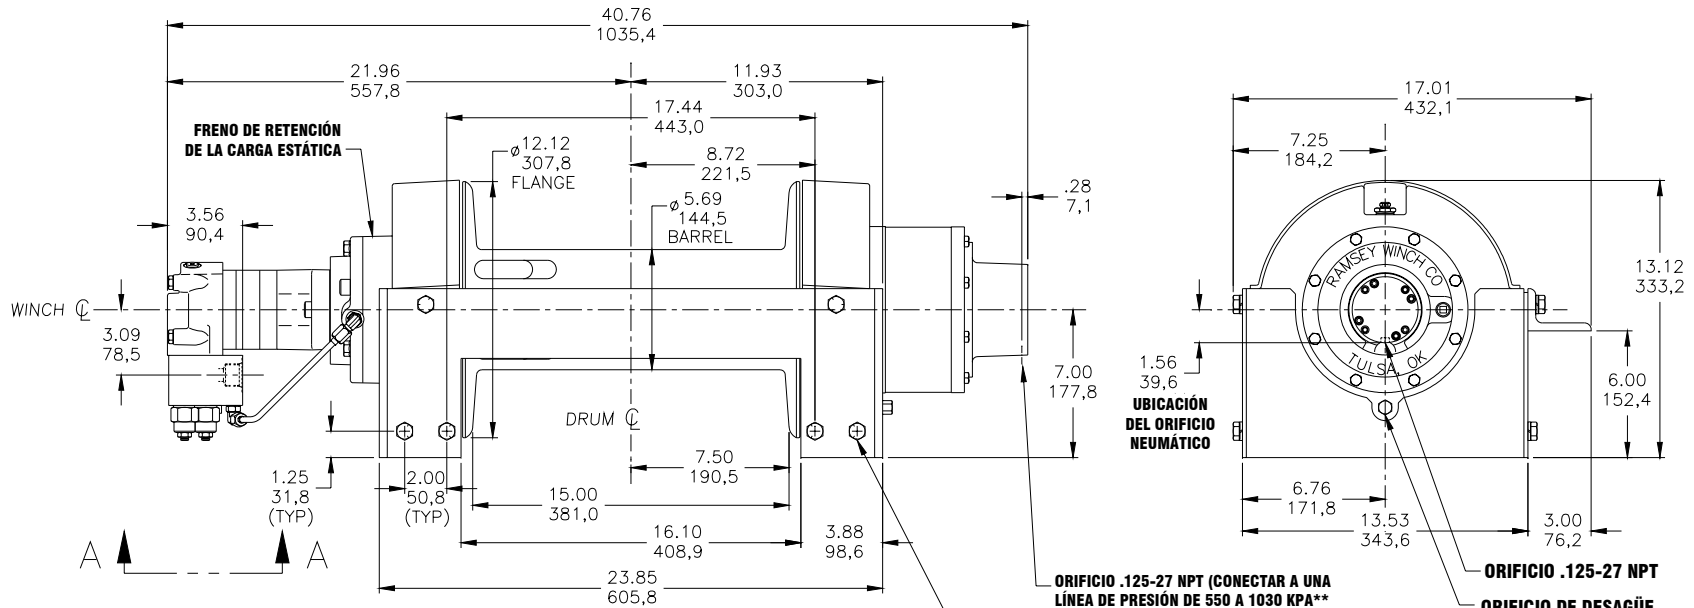 40.76
1035,4
21.96
557,8
11.93
303,0
17.01
432,1
17.44
443,0
FRENO DE RETENCIÓN
DE LA CARGA ESTÁTICA
ø12.12
307,8
FLANGE
8.72
221,5
7.25
184,2
ø5.69
144,5
BARREL
.28
7,1
3.56
90,4
RAMSEY WINCH CO
TULSA, OK
13.12
333,2
WINCH ℄
3.09
78,5
7.00
177,8
1.56
39,6
UBICACIÓN
DEL ORIFICIO
NEUMÁTICO
6.00
152,4
DRUM ℄
7.50
190,5
1.25
31,8
(TYP)
2.00
50,8
(TYP)
15.00
381,0
6.76
171,8
13.53
343,6
3.00
76,2
16.10
408,9
3.88
98,6
A A
23.85
605,8
ORIFICIO .125-27 NPT (CONECTAR A UNA
LÍNEA DE PRESIÓN DE 550 A 1030 KPA**
ORIFICIO .125-27 NPT
ORIFICIO DE DESAGÜE